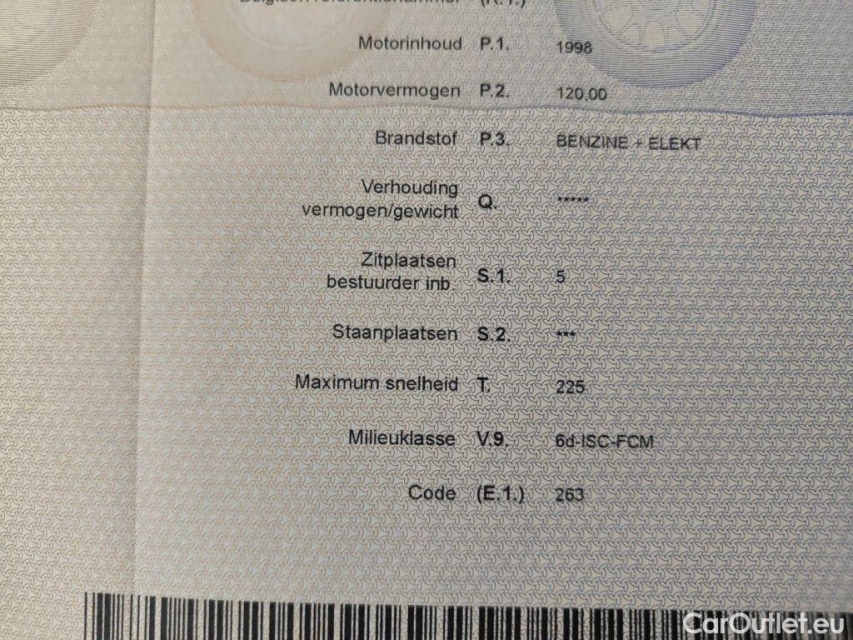 Motorinhoud P.1. 1998
Motorvermogen P.2. 120,00
Brandstof P.3. BENZINE + ELEKT
Verhouding
vermogen/gewicht Q. *****
Zitplaatsen
bestuurder inb. S.1. 5
Staanplaatsen S.2. ***
Maximum snelheid T. 225
Milieuklasse V.9. 6d-ISC-FCM
Code (E.1.) 263
CarOutlet.eu